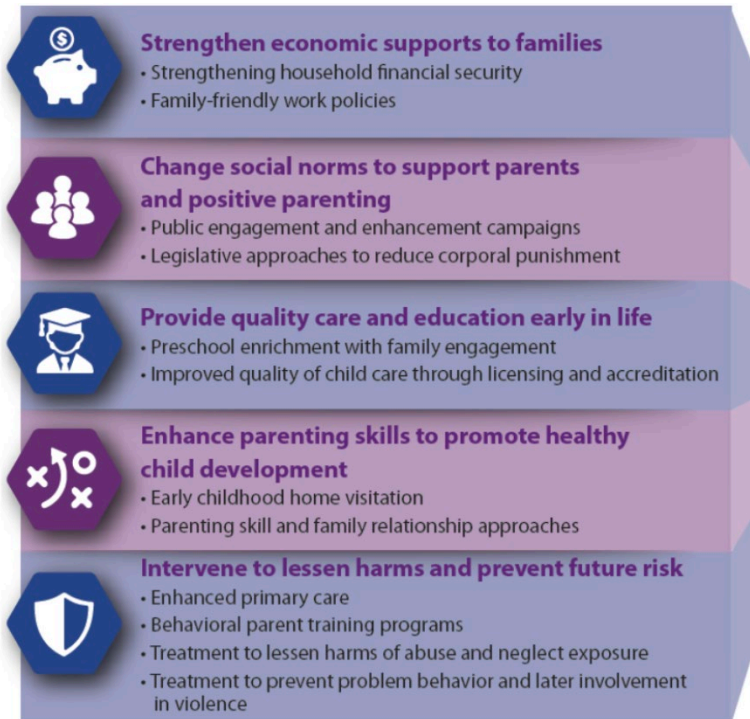 Strengthen economic supports to families
• Strengthening household financial security
• Family-friendly work policies
Change social norms to support parents
and positive parenting
• Public engagement and enhancement campaigns
• Legislative approaches to reduce corporal punishment
Provide quality care and education early in life
• Preschool enrichment with family engagement
• Improved quality of child care through licensing and accreditation
Enhance parenting skills to promote healthy
child development
• Early childhood home visitation
• Parenting skill and family relationship approaches
Intervene to lessen harms and prevent future risk
• Enhanced primary care
• Behavioral parent training programs
• Treatment to lessen harms of abuse and neglect exposure
• Treatment to prevent problem behavior and later involvement
in violence